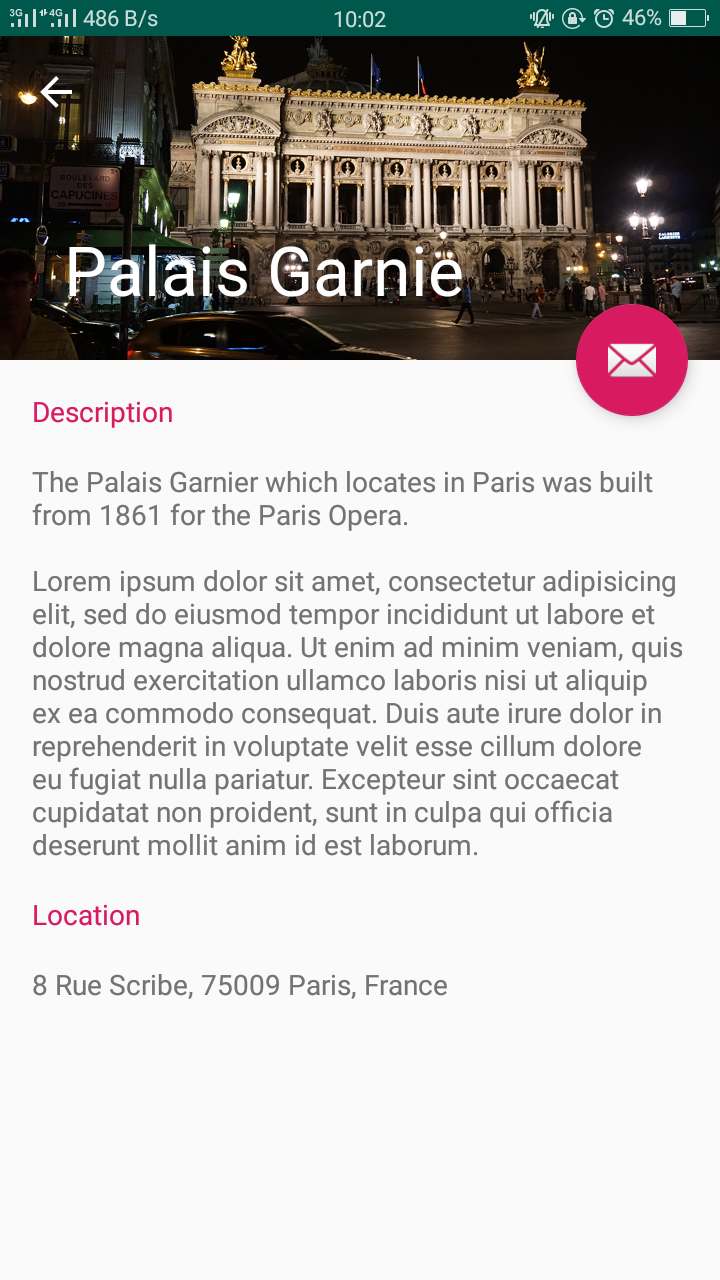 3G 4G 486 B/s 10:02 46%
BOULEVARD
DES
CAPUCINES
Palais Garnie
Description
The Palais Garnier which locates in Paris was built
from 1861 for the Paris Opera.
Lorem ipsum dolor sit amet, consectetur adipisicing
elit, sed do eiusmod tempor incididunt ut labore et
dolore magna aliqua. Ut enim ad minim veniam, quis
nostrud exercitation ullamco laboris nisi ut aliquip
ex ea commodo consequat. Duis aute irure dolor in
reprehenderit in voluptate velit esse cillum dolore
eu fugiat nulla pariatur. Excepteur sint occaecat
cupidatat non proident, sunt in culpa qui officia
deserunt mollit anim id est laborum.
Location
8 Rue Scribe, 75009 Paris, France